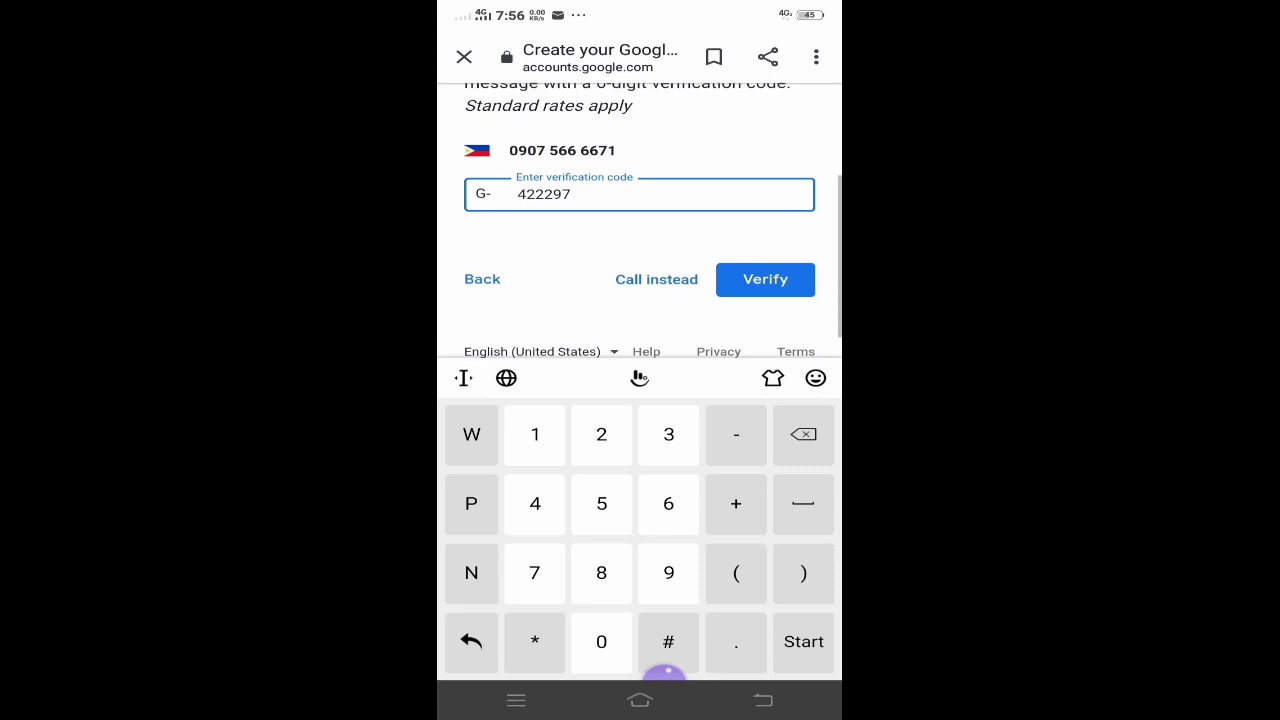 4G 7:56 0.00 KB/s ··· 4G 45
Create your Googl...
accounts.google.com
message with a 6-digit verification code.
Standard rates apply
0907 566 6671
Enter verification code
G- 422297
Back Call instead Verify
English (United States) Help Privacy Terms
W 1 2 3 -
P 4 5 6 +
N 7 8 9 ( )
* 0 # . Start